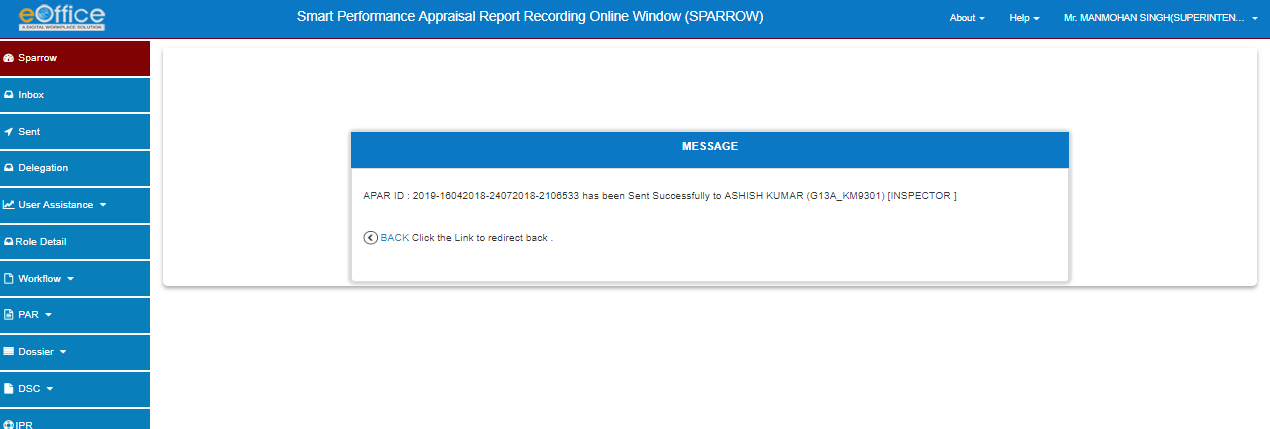 eOffice
A DIGITAL WORKPLACE SOLUTION
Smart Performance Appraisal Report Recording Online Window (SPARROW)
About
Help
Mr. MANMOHAN SINGH(SUPERINTEN...
Sparrow
Inbox
Sent
Delegation
User Assistance
Role Detail
Workflow
PAR
Dossier
DSC
IPR
MESSAGE
APAR ID : 2019-16042018-24072018-2106533 has been Sent Successfully to ASHISH KUMAR (G13A_KM9301) [INSPECTOR ]
BACK Click the Link to redirect back .